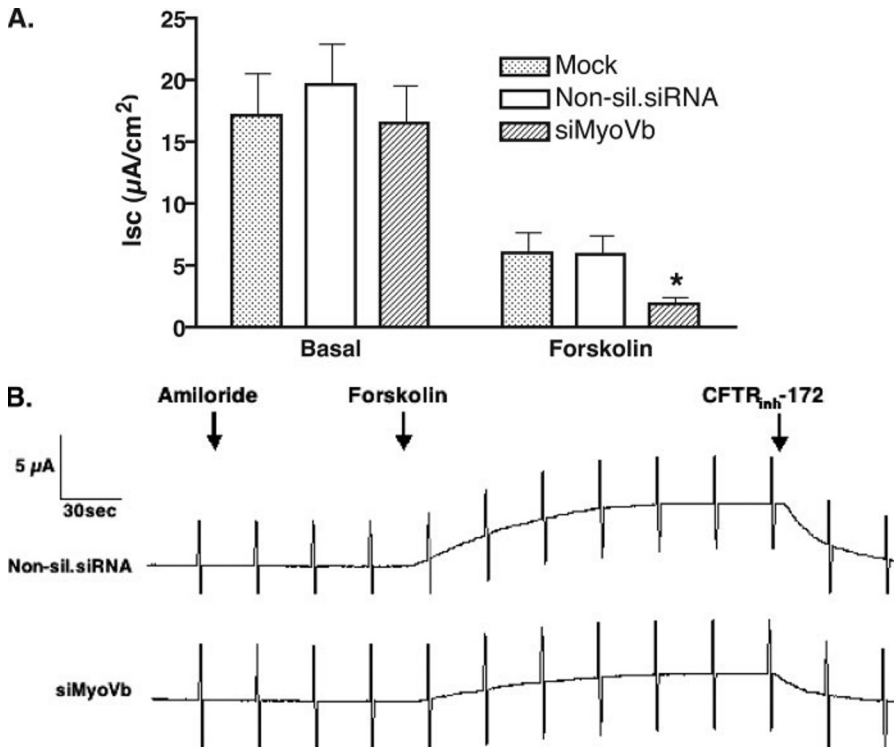 A.
25
20
15
10
5
0
Isc (µA/cm²)
Mock
Non-sil.siRNA
siMyoVb
*
Basal
Forskolin
B.
Amiloride
Forskolin
CFTRinh-172
5 µA
30sec
Non-sil.siRNA
siMyoVb